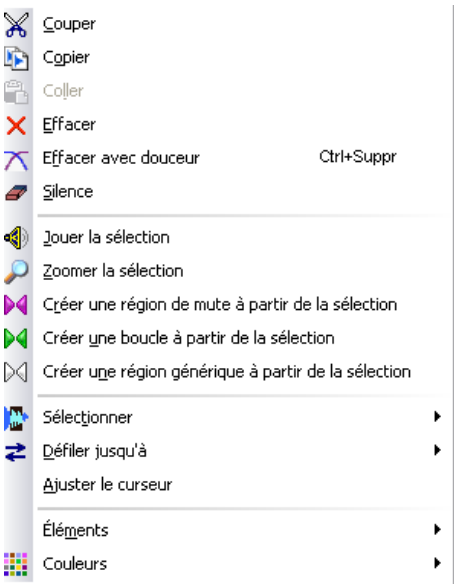 Couper
Copier
Coller
Effacer
Effacer avec douceur Ctrl+Suppr
Silence
Jouer la sélection
Zoomer la sélection
Créer une région de mute à partir de la sélection
Créer une boucle à partir de la sélection
Créer une région générique à partir de la sélection
Sélectionner
Défiler jusqu'à
Ajuster le curseur
Éléments
Couleurs